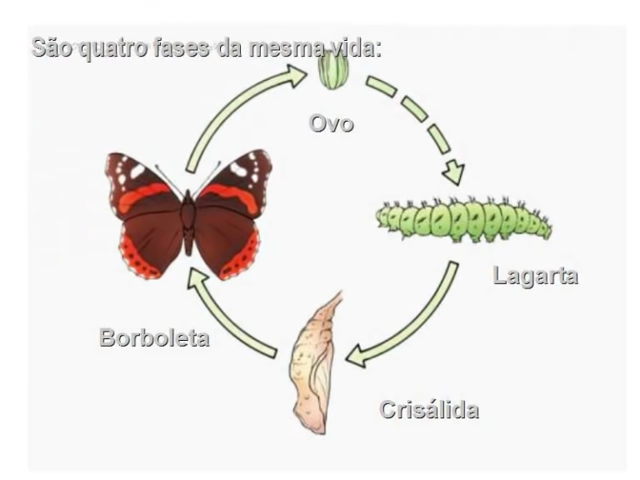 São quatro fases da mesma vida:
Ovo
Lagarta
Borboleta
Crisálida